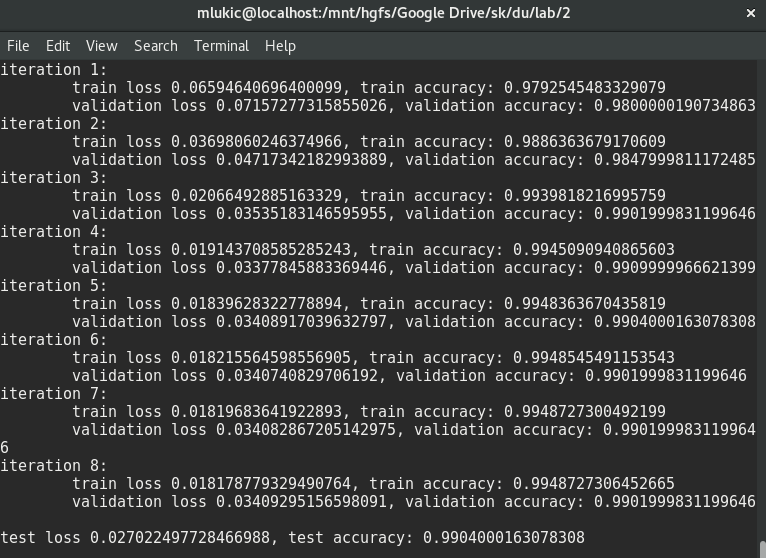 mlukic@localhost:/mnt/hgfs/Google Drive/sk/du/lab/2
File Edit View Search Terminal Help
iteration 1:
train loss 0.06594640696400099, train accuracy: 0.9792545483329079
validation loss 0.07157277315855026, validation accuracy: 0.9800000190734863
iteration 2:
train loss 0.03698060246374966, train accuracy: 0.9886363679170609
validation loss 0.04717342182993889, validation accuracy: 0.9847999811172485
iteration 3:
train loss 0.02066492885163329, train accuracy: 0.9939818216995759
validation loss 0.03535183146595955, validation accuracy: 0.9901999831199646
iteration 4:
train loss 0.019143708585285243, train accuracy: 0.9945090940865603
validation loss 0.03377845883369446, validation accuracy: 0.9909999966621399
iteration 5:
train loss 0.01839628322778894, train accuracy: 0.9948363670435819
validation loss 0.03408917039632797, validation accuracy: 0.9904000163078308
iteration 6:
train loss 0.018215564598556905, train accuracy: 0.9948545491153543
validation loss 0.0340740829706192, validation accuracy: 0.9901999831199646
iteration 7:
train loss 0.01819683641922893, train accuracy: 0.9948727300492199
validation loss 0.034082867205142975, validation accuracy: 0.990199983119964
6
iteration 8:
train loss 0.018178779329490764, train accuracy: 0.9948727306452665
validation loss 0.03409295156598091, validation accuracy: 0.9901999831199646
test loss 0.027022497728466988, test accuracy: 0.9904000163078308